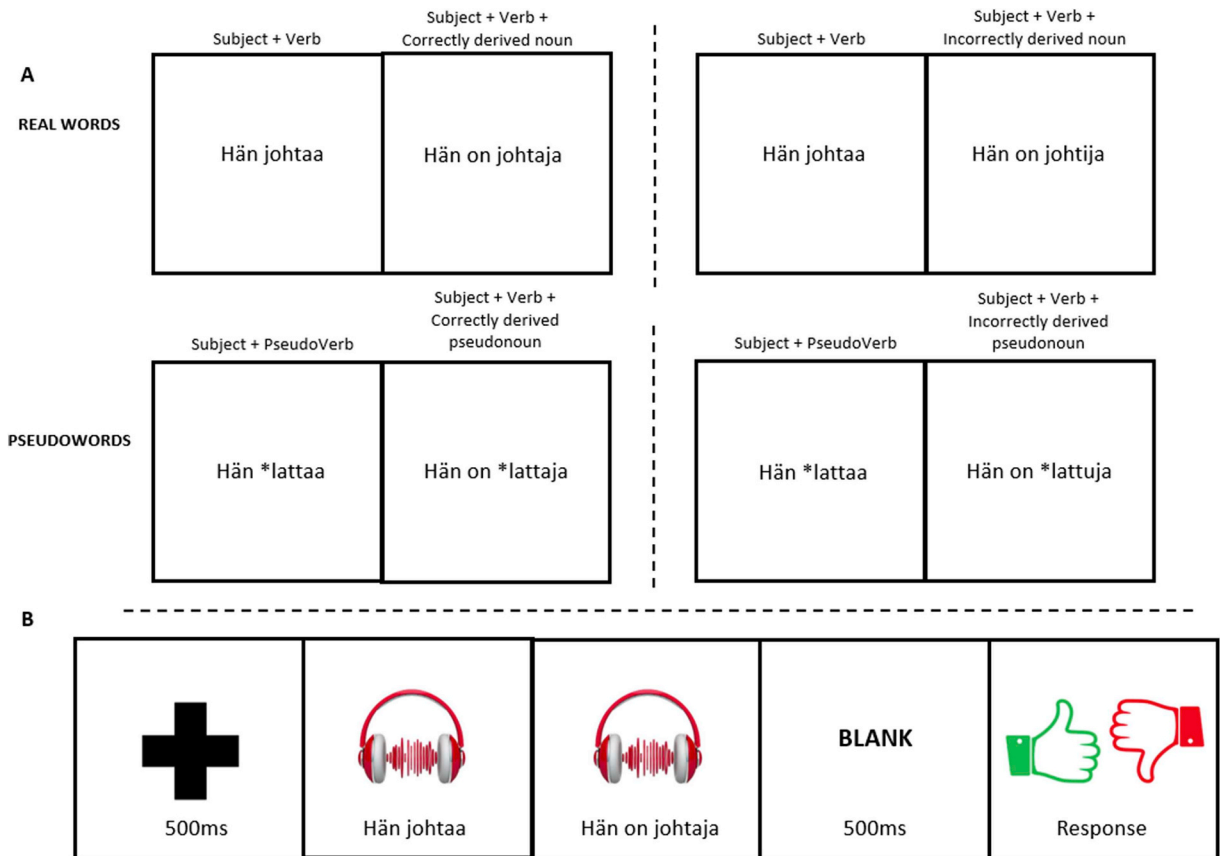 A
REAL WORDS
Subject + Verb
Subject + Verb +
Correctly derived noun
Hän johtaa
Hän on johtaja
Subject + Verb
Subject + Verb +
Incorrectly derived noun
Hän johtaa
Hän on johtija
PSEUDOWORDS
Subject + PseudoVerb
Subject + Verb +
Correctly derived
pseudonoun
Hän *lattaa
Hän on *lattaja
Subject + PseudoVerb
Subject + Verb +
Incorrectly derived
pseudonoun
Hän *lattaa
Hän on *lattuja
B
500ms
Hän johtaa
Hän on johtaja
BLANK
500ms
Response